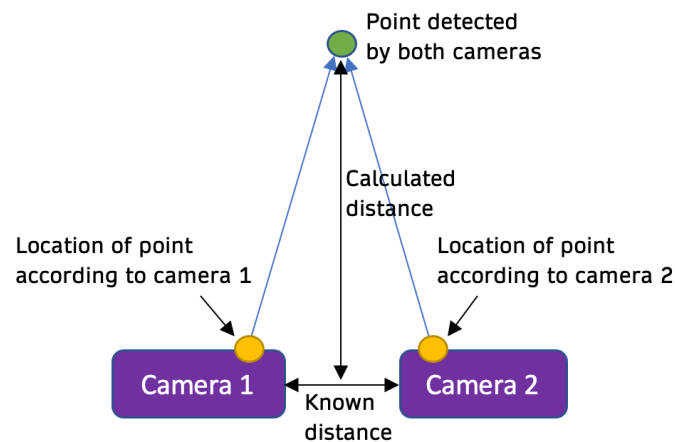 Point detected
by both cameras
Calculated
distance
Location of point
according to camera 1
Location of point
according to camera 2
Camera 1
Camera 2
Known
distance